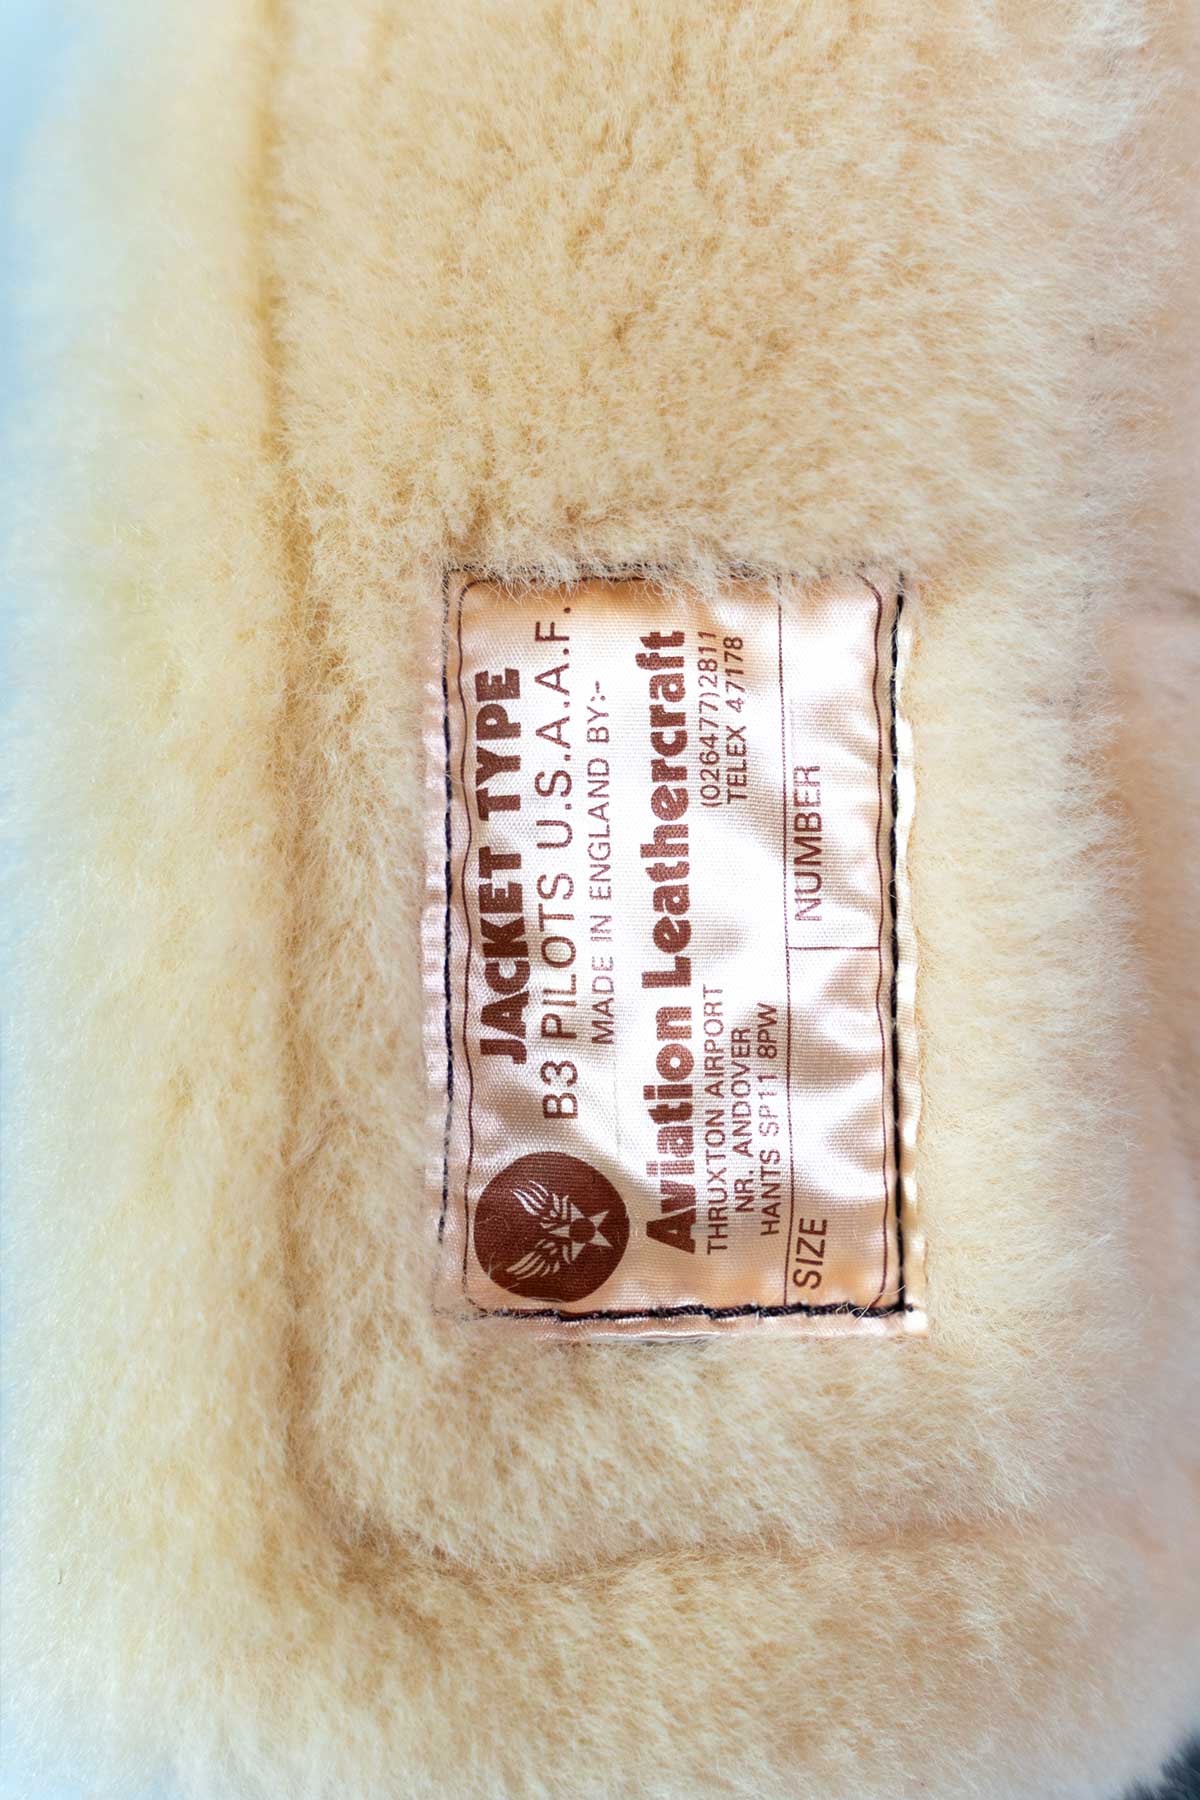 JACKET TYPE
B3 PILOTS U.S.A.A.F.
MADE IN ENGLAND BY:-
Aviation Leathercraft
THRUXTON AIRPORT
NR. ANDOVER
HANTS SP11 8PW
(026477)2811
TELEX 47178
SIZE
NUMBER